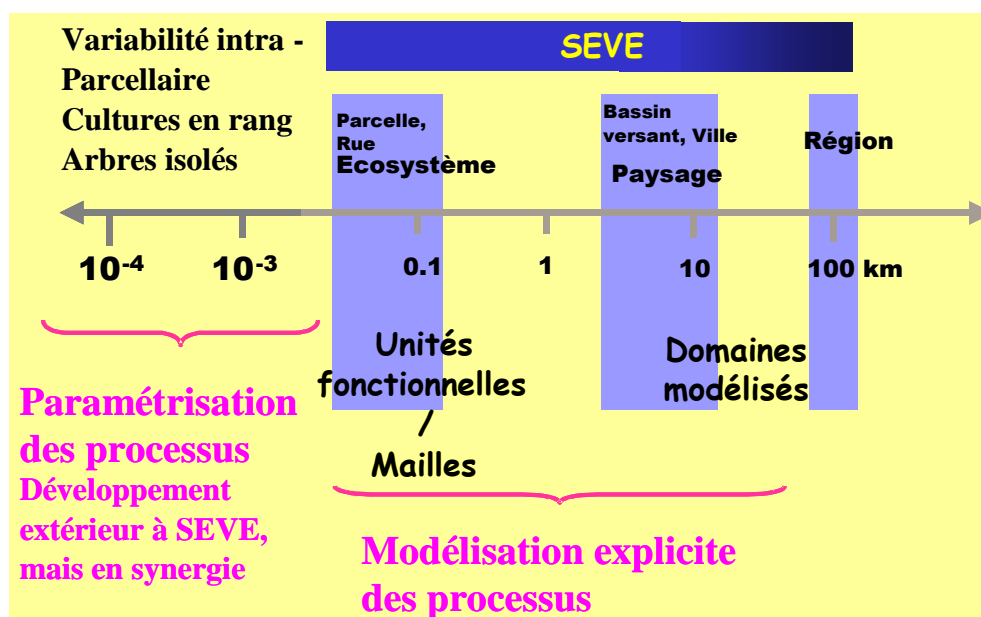 Variabilité intra -
Parcellaire
Cultures en rang
Arbres isolés
SEVE
Parcelle,
Rue
Ecosystème
Bassin
versant, Ville
Paysage
Région
10-4 10-3 0.1 1 10 100 km
Unités
fonctionnelles
/
Mailles
Domaines
modélisés
Paramétrisation
des processus
Développement
extérieur à SEVE,
mais en synergie
Modélisation explicite
des processus